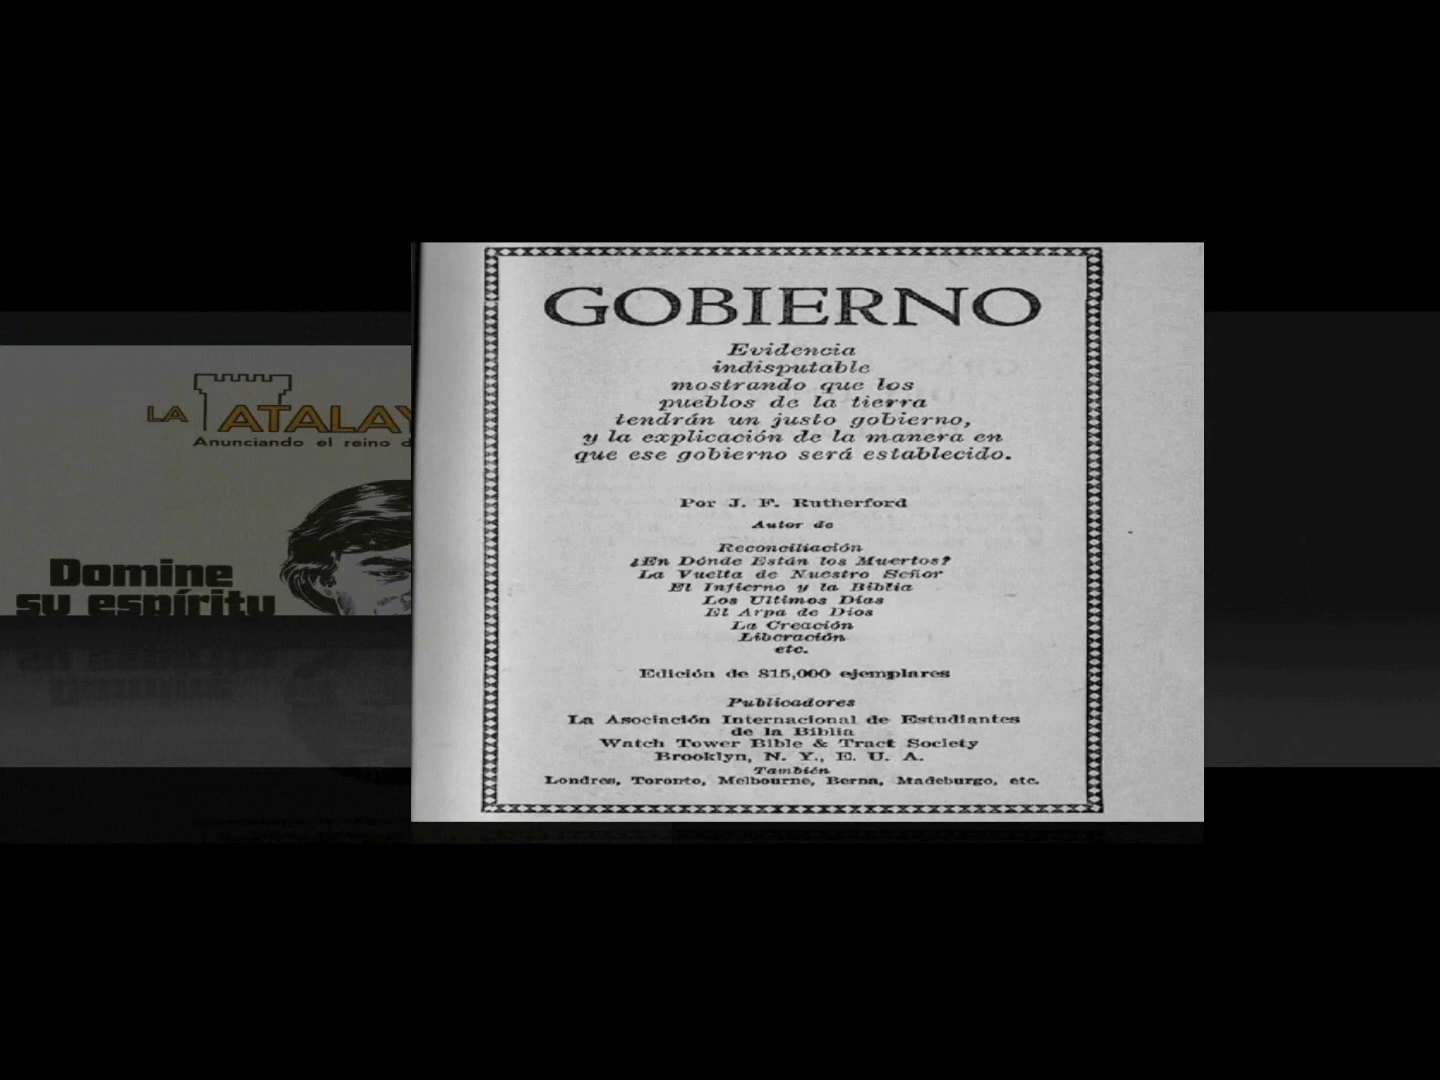 LA ATALAY
Anunciando el reino d
Domine
su espíritu
GOBIERNO
Evidencia
indisputable
mostrando que los
pueblos de la tierra
tendrán un justo gobierno,
y la explicación de la manera en
que ese gobierno será establecido.
Por J. F. Rutherford
Autor de
Reconciliación
¿En Dónde Están los Muertos?
La Vuelta de Nuestro Señor
El Infierno y la Biblia
Los Ultimos Días
El Arpa de Dios
La Creación
Liberación
etc.
Edición de 815,000 ejemplares
Publicadores
La Asociación Internacional de Estudiantes
de la Biblia
Watch Tower Bible & Tract Society
Brooklyn, N. Y., E. U. A.
También
Londres, Toronto, Melbourne, Berna, Madeburgo, etc.